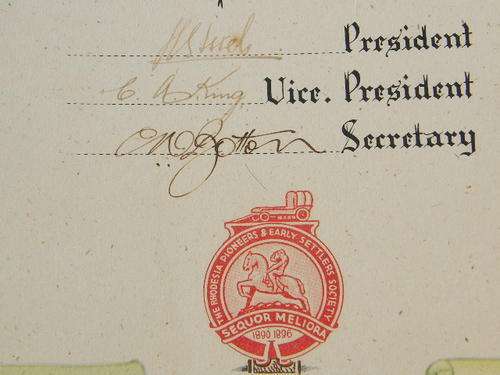 President
C A King Vice. President
Secretary
THE RHODESIA PIONEERS & EARLY SETTLERS SOCIETY
SEQUOR MELIORA
1890 1896